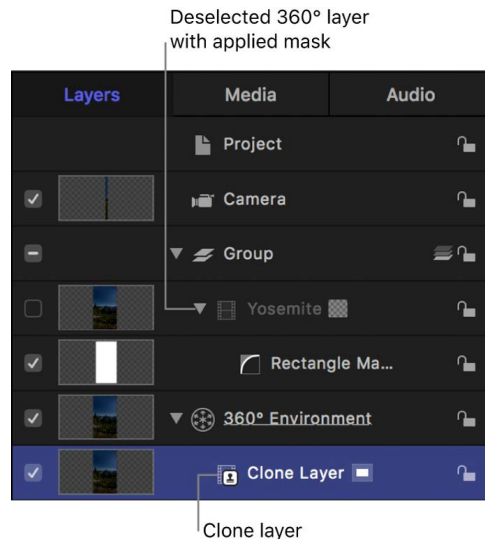 Deselected 360° layer
with applied mask
Layers
Media
Audio
Project
Camera
Group
Yosemite
Rectangle Ma...
360° Environment
Clone Layer
Clone layer